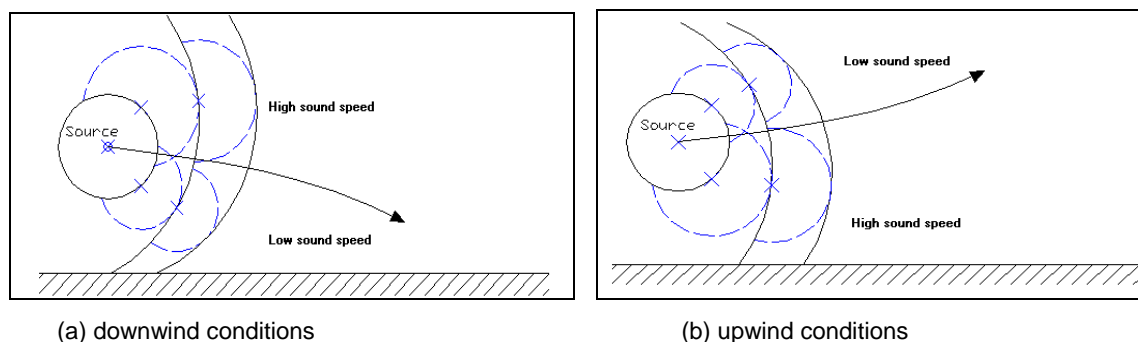 Source
High sound speed
Low sound speed
(a) downwind conditions
Low sound speed
Source
High sound speed
(b) upwind conditions